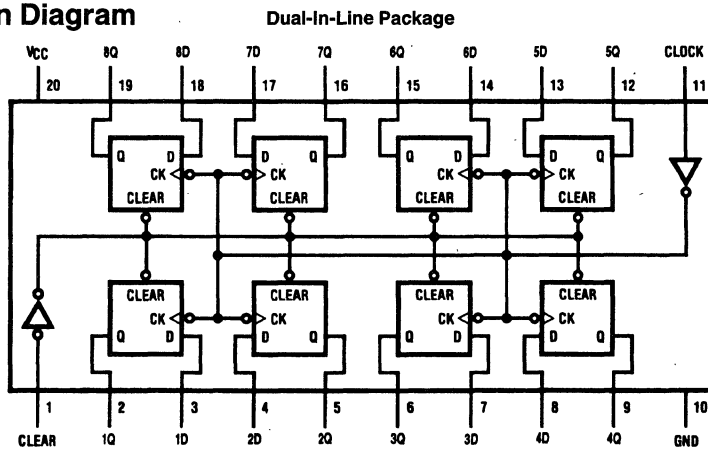 n Diagram
Dual-In-Line Package
VCC 8Q 8D 7D 7Q 6Q 6D 5D 5Q CLOCK
20 19 18 17 16 15 14 13 12 11
Q D D Q Q D D Q
CK CK CK CK
CLEAR CLEAR CLEAR CLEAR
CLEAR CLEAR CLEAR CLEAR
CK CK CK CK
Q D D Q Q D D Q
1 2 3 4 5 6 7 8 9 10
CLEAR 1Q 1D 2D 2Q 3Q 3D 4D 4Q GND